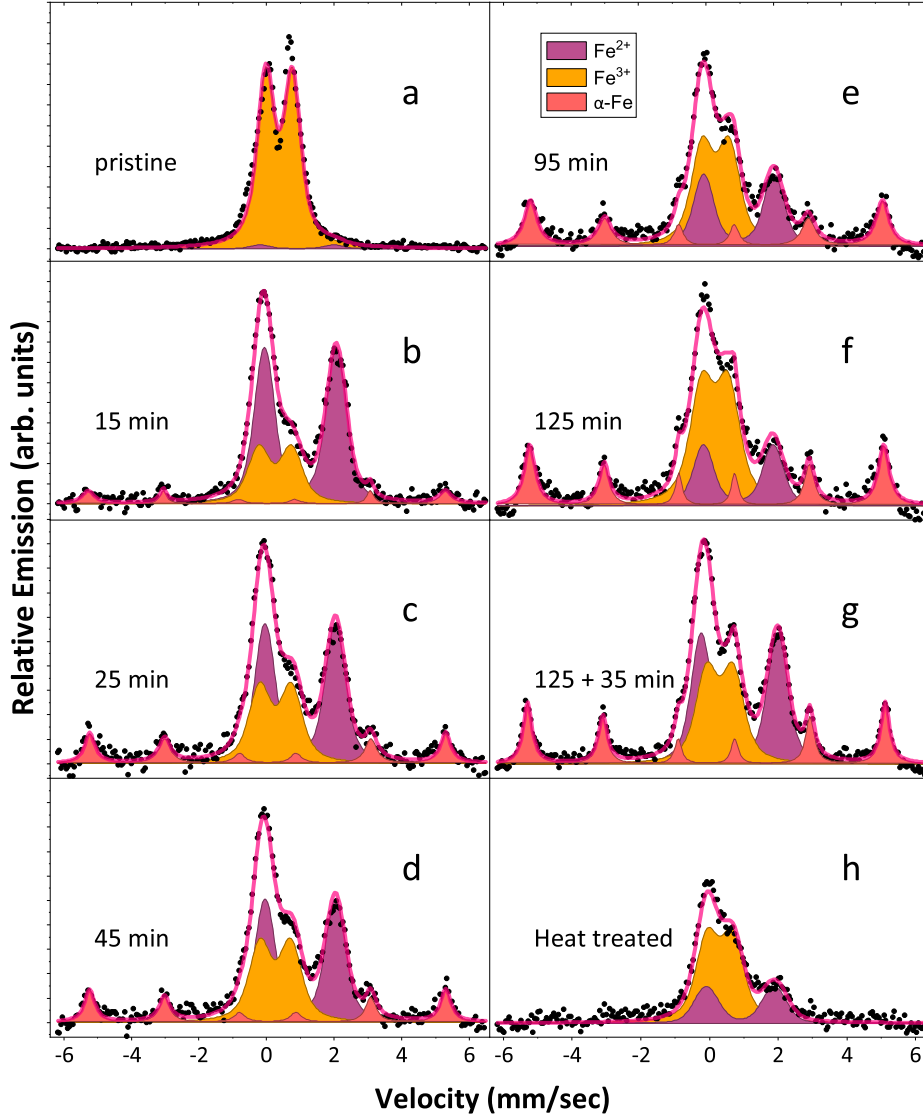 a
pristine
b
15 min
c
25 min
d
45 min
Fe2+
Fe3+
α-Fe
e
95 min
f
125 min
g
125 + 35 min
h
Heat treated
Relative Emission (arb. units)
-6 -4 -2 0 2 4 6
-6 -4 -2 0 2 4 6
Velocity (mm/sec)